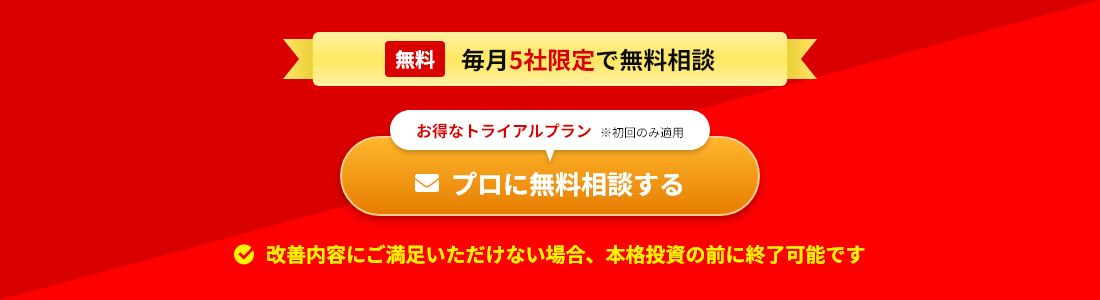 無料 毎月5社限定で無料相談
お得なトライアルプラン ※初回のみ適用
プロに無料相談する
改善内容にご満足いただけない場合、本格投資の前に終了可能です